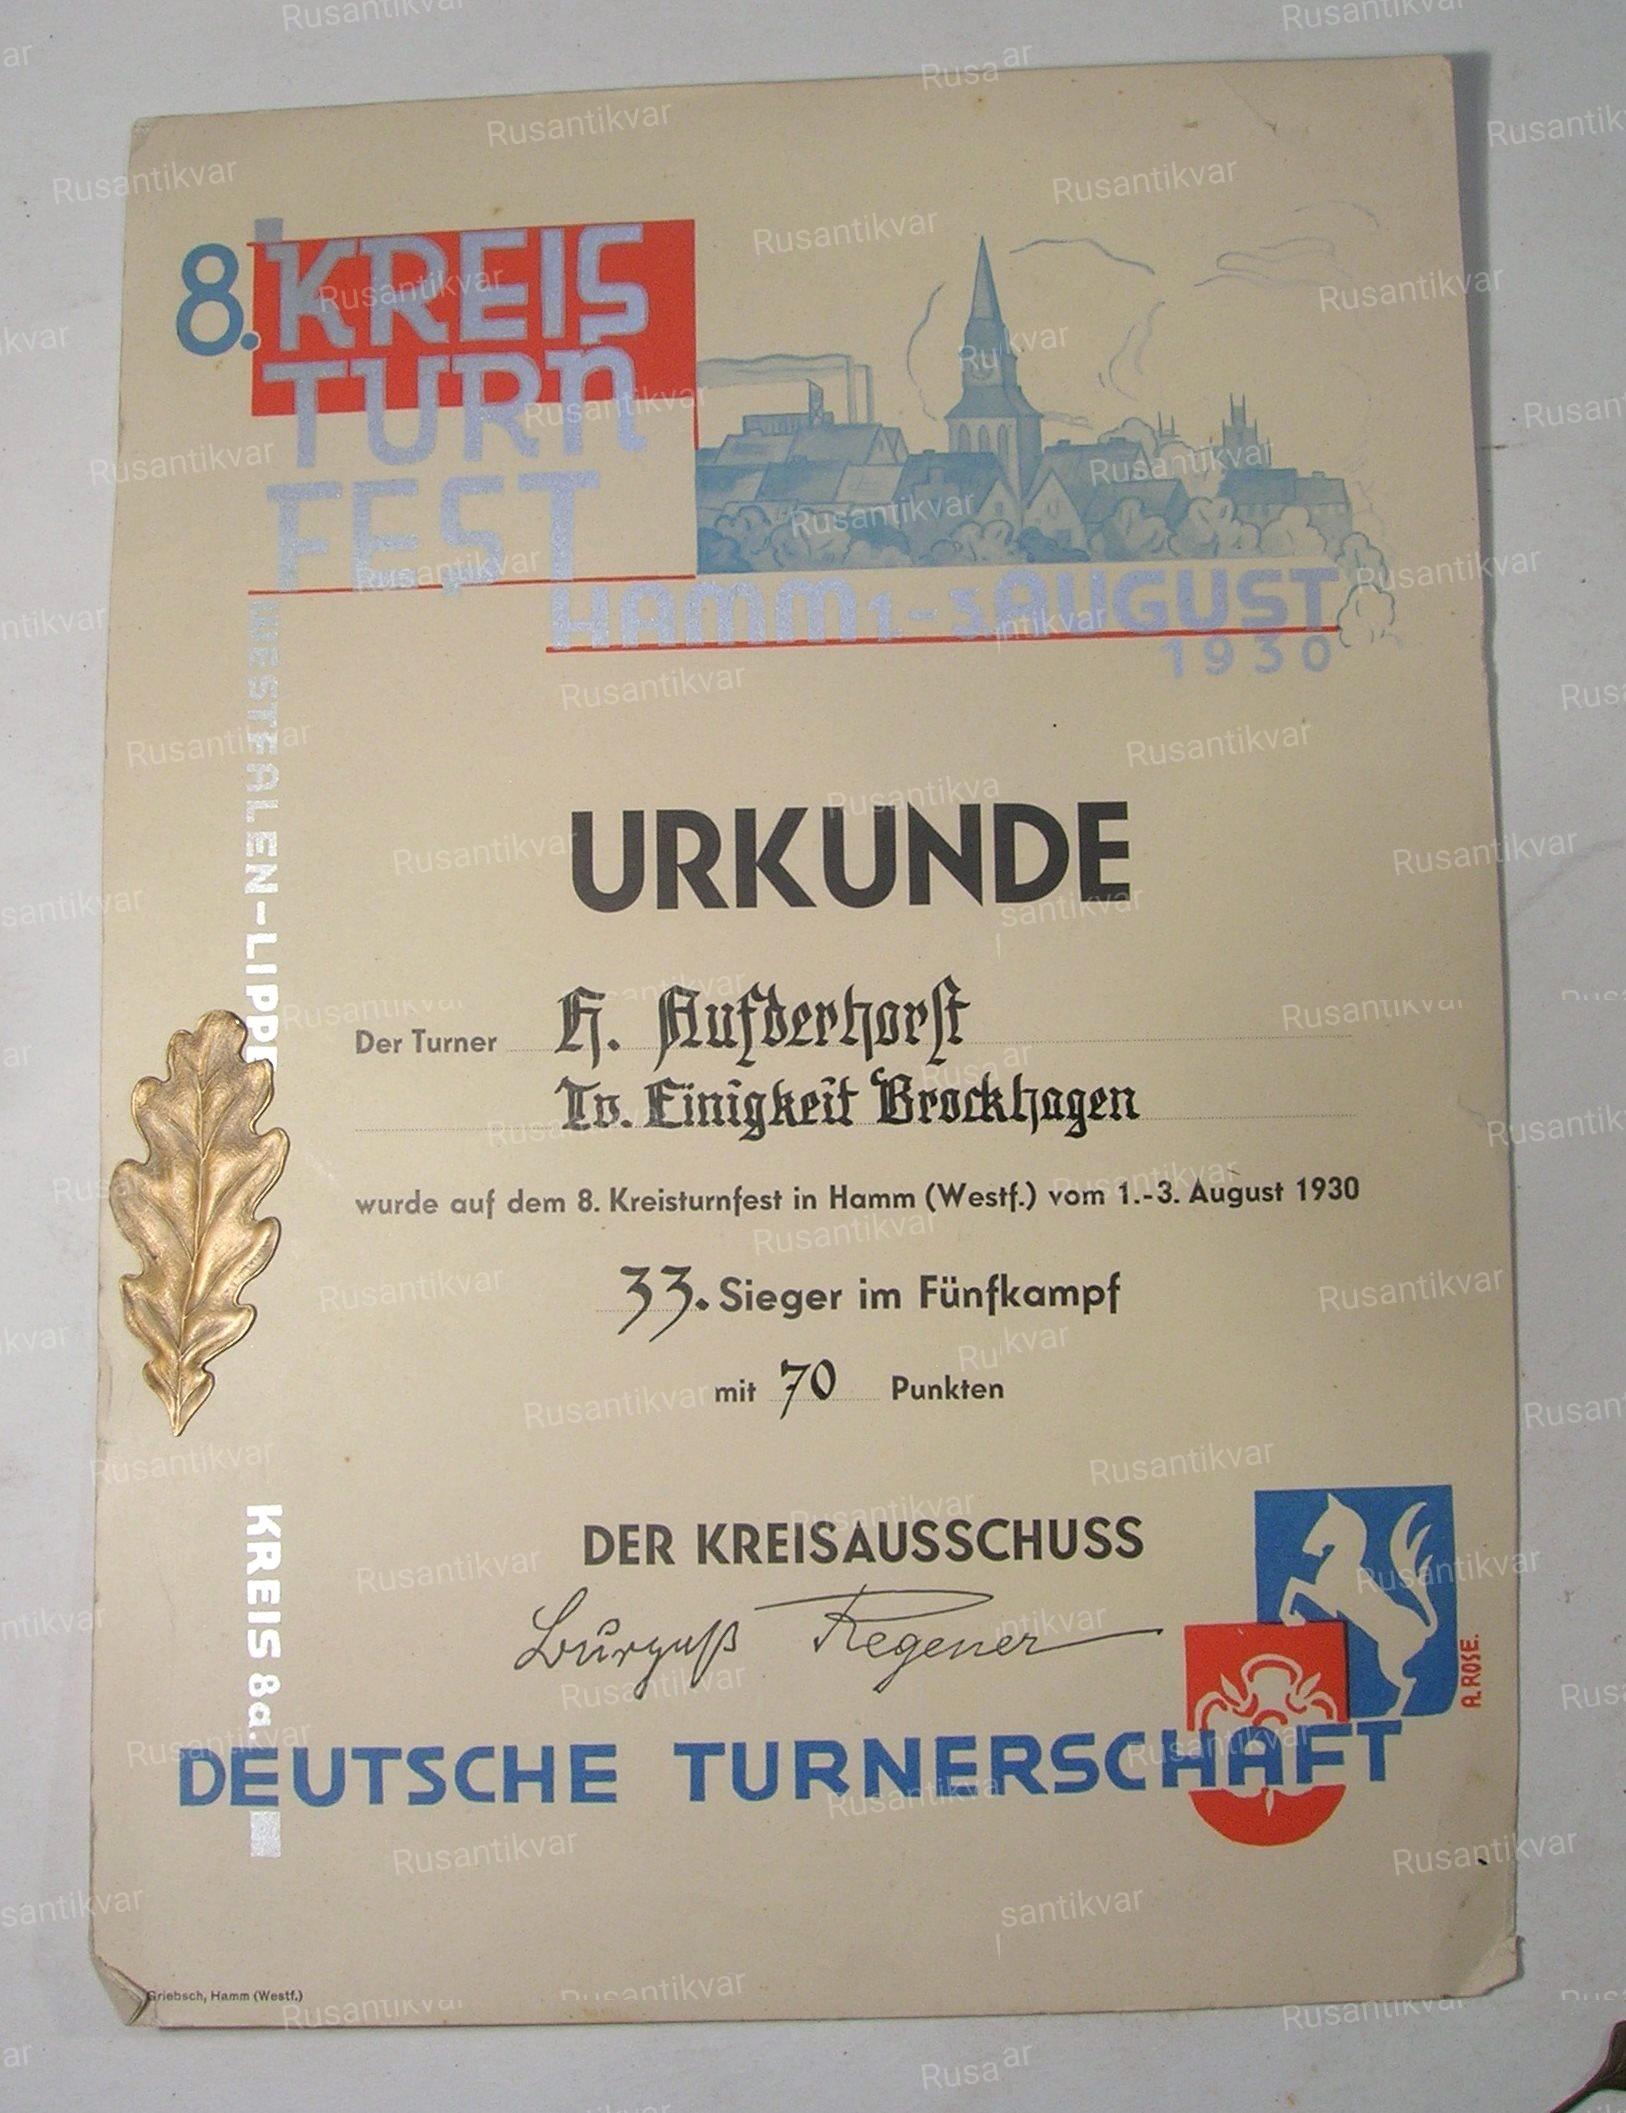 8. KREIS
TURN
FEST
HAMM 1-3. AUGUST
1930
WESTFALEN-LIPPE
KREIS 8a.
URKUNDE
Der Turner H. Aufderhorst
Tv. Einigkeit Brockhagen
wurde auf dem 8. Kreisturnfest in Hamm (Westf.) vom 1.-3. August 1930
33. Sieger im Fünfkampf
mit 70 Punkten
DER KREISAUSSCHUSS
Regener
A. ROSE.
DEUTSCHE TURNERSCHAFT
Griebsch, Hamm (Westf.)
Rusantikvar